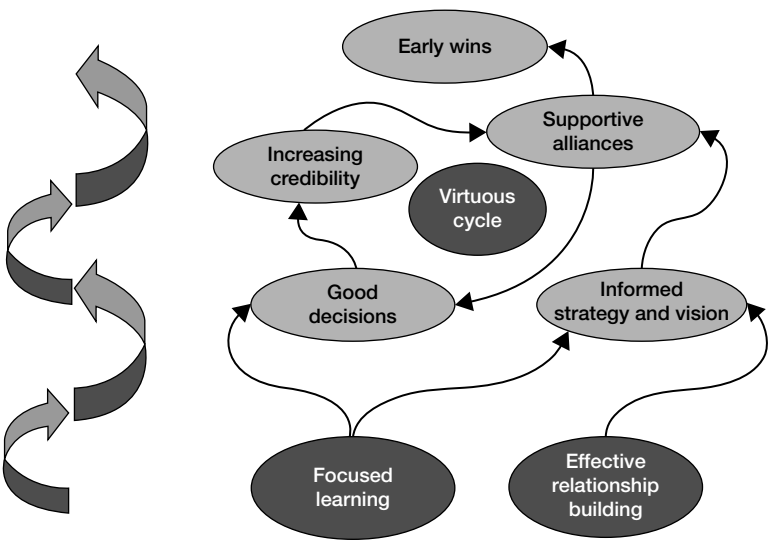 Early wins
Supportive
alliances
Increasing
credibility
Virtuous
cycle
Good
decisions
Informed
strategy and vision
Focused
learning
Effective
relationship
building